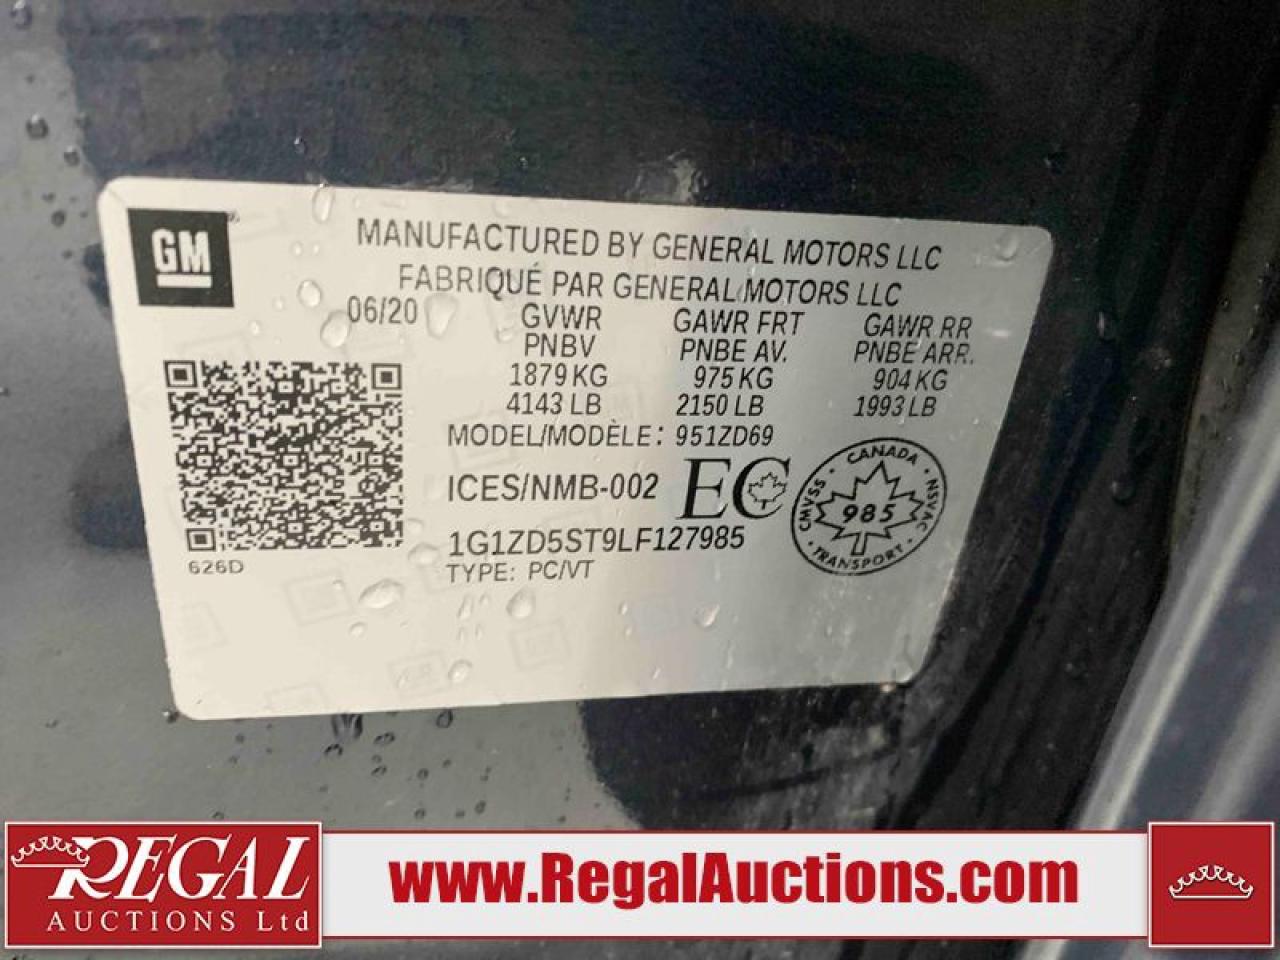 GM
MANUFACTURED BY GENERAL MOTORS LLC
FABRIQUÉ PAR GENERAL MOTORS LLC
06/20
GVWR GAWR FRT GAWR RR
PNBV PNBE AV. PNBE ARR.
1879 KG 975 KG 904 KG
4143 LB 2150 LB 1993 LB
MODEL/MODÈLE: 951ZD69
ICES/NMB-002 EC
1G1ZD5ST9LF127985
TYPE: PC/VT
626D
CANADA
CMVSS 985 NSVAC
TRANSPORT
REGAL
AUCTIONS Ltd
www.RegalAuctions.com